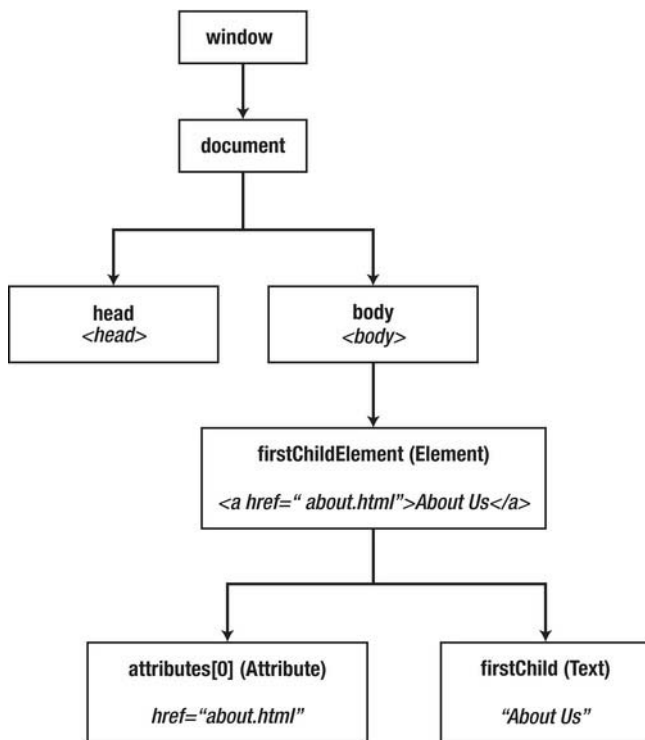 window
document
head
<head>
body
<body>
firstChildElement (Element)
<a href=“ about.html”>About Us</a>
attributes[0] (Attribute)
href=“about.html”
firstChild (Text)
“About Us”